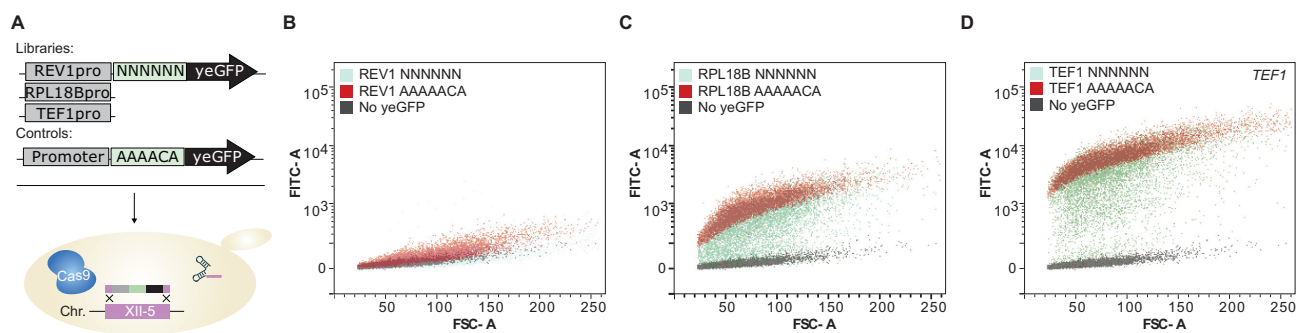 A
Libraries:
REV1pro NNNNNN yeGFP
RPL18Bpro
TEF1pro
Controls:
Promoter AAAACA yeGFP
Cas9
Chr. XII-5
B
REV1 NNNNNN
REV1 AAAAACA
No yeGFP
FITC- A
10^5
10^4
10^3
0
50 100 150 200 250
FSC- A
C
RPL18B NNNNNN
RPL18B AAAAACA
No yeGFP
FITC- A
10^5
10^4
10^3
0
50 100 150 200 250
FSC- A
D
TEF1 NNNNNN TEF1
TEF1 AAAAACA
No yeGFP
FITC- A
10^5
10^4
10^3
0
50 100 150 200 250
FSC- A